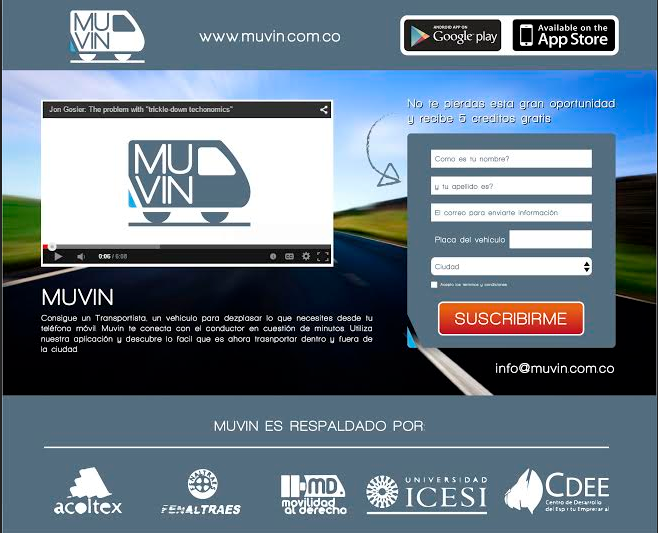 MU
VIN
www.muvin.com.co
ANDROID APP ON
Google play
Available on the
App Store
Jon Gosier: The problem with "trickle-down techonomics"
MU
VIN
0:06 / 6:08
MUVIN
Consigue un Transportista, un vehiculo para dezplasar lo que necesites desde tu
teléfono móvil Muvin te conecta con el conductor en cuestión de minutos Utiliza
nuestra aplicación y descubre lo facil que es ahora trasnportar dentro y fuera de
la ciudad
No te pierdas esta gran oportunidad
y recibe 5 creditos gratis
Como es tu nombre?
y tu apellido es?
El correo para enviarte información
Placa del vehiculo
Ciudad
Acepto los terminos y condiciones
SUSCRIBIRME
info@muvin.com.co
MUVIN ES RESPALDADO POR:
acoltex
FENALTRAES
MD
movilidad
al derecho
UNIVERSIDAD
ICESI
CDEE
Centro de Desarrollo
del Espiritu Empresarial